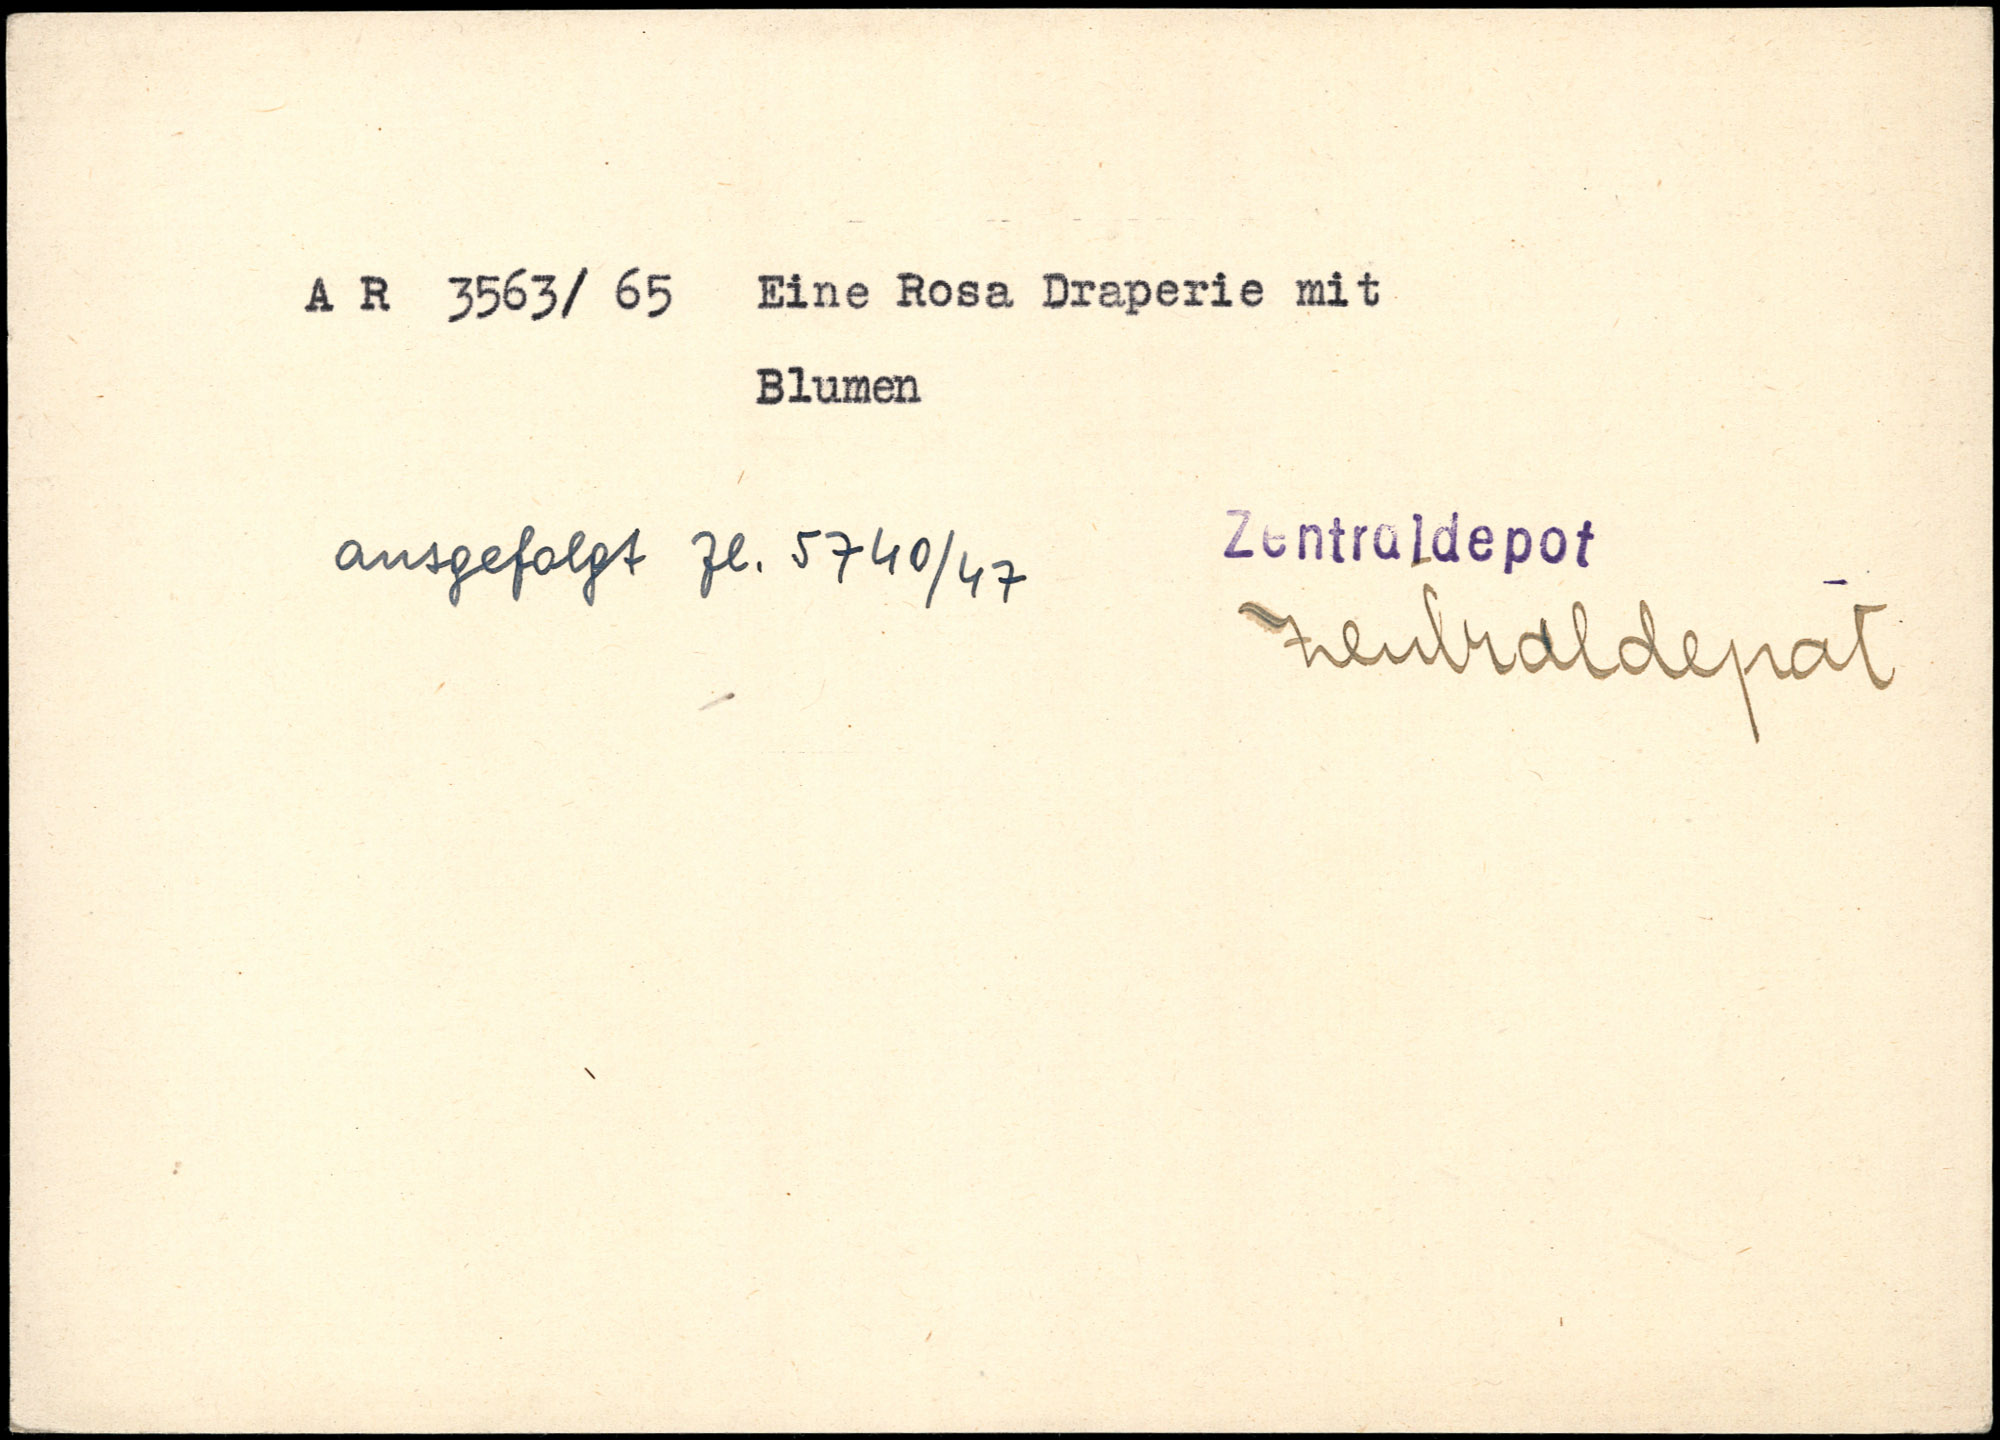 A R 3563/ 65 Eine Rosa Draperie mit
Blumen
ausgefolgt Zl. 5740/47
Zentraldepot
Zentraldepot